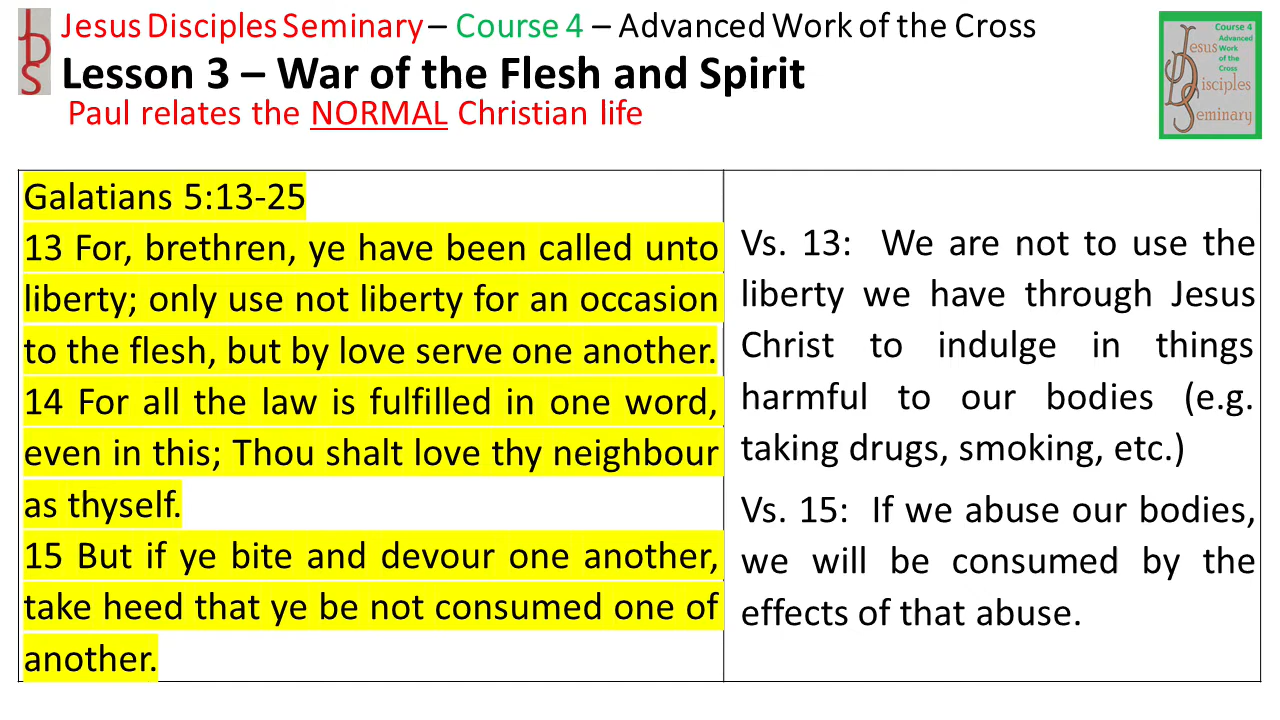 JDS
Jesus Disciples Seminary – Course 4 – Advanced Work of the Cross
Lesson 3 – War of the Flesh and Spirit
Paul relates the NORMAL Christian life
Course 4
Advanced
Work
of the
Cross
Jesus
Disciples
Seminary
Galatians 5:13-25
13 For, brethren, ye have been called unto
liberty; only use not liberty for an occasion
to the flesh, but by love serve one another.
14 For all the law is fulfilled in one word,
even in this; Thou shalt love thy neighbour
as thyself.
15 But if ye bite and devour one another,
take heed that ye be not consumed one of
another.
Vs. 13: We are not to use the
liberty we have through Jesus
Christ to indulge in things
harmful to our bodies (e.g.
taking drugs, smoking, etc.)
Vs. 15: If we abuse our bodies,
we will be consumed by the
effects of that abuse.